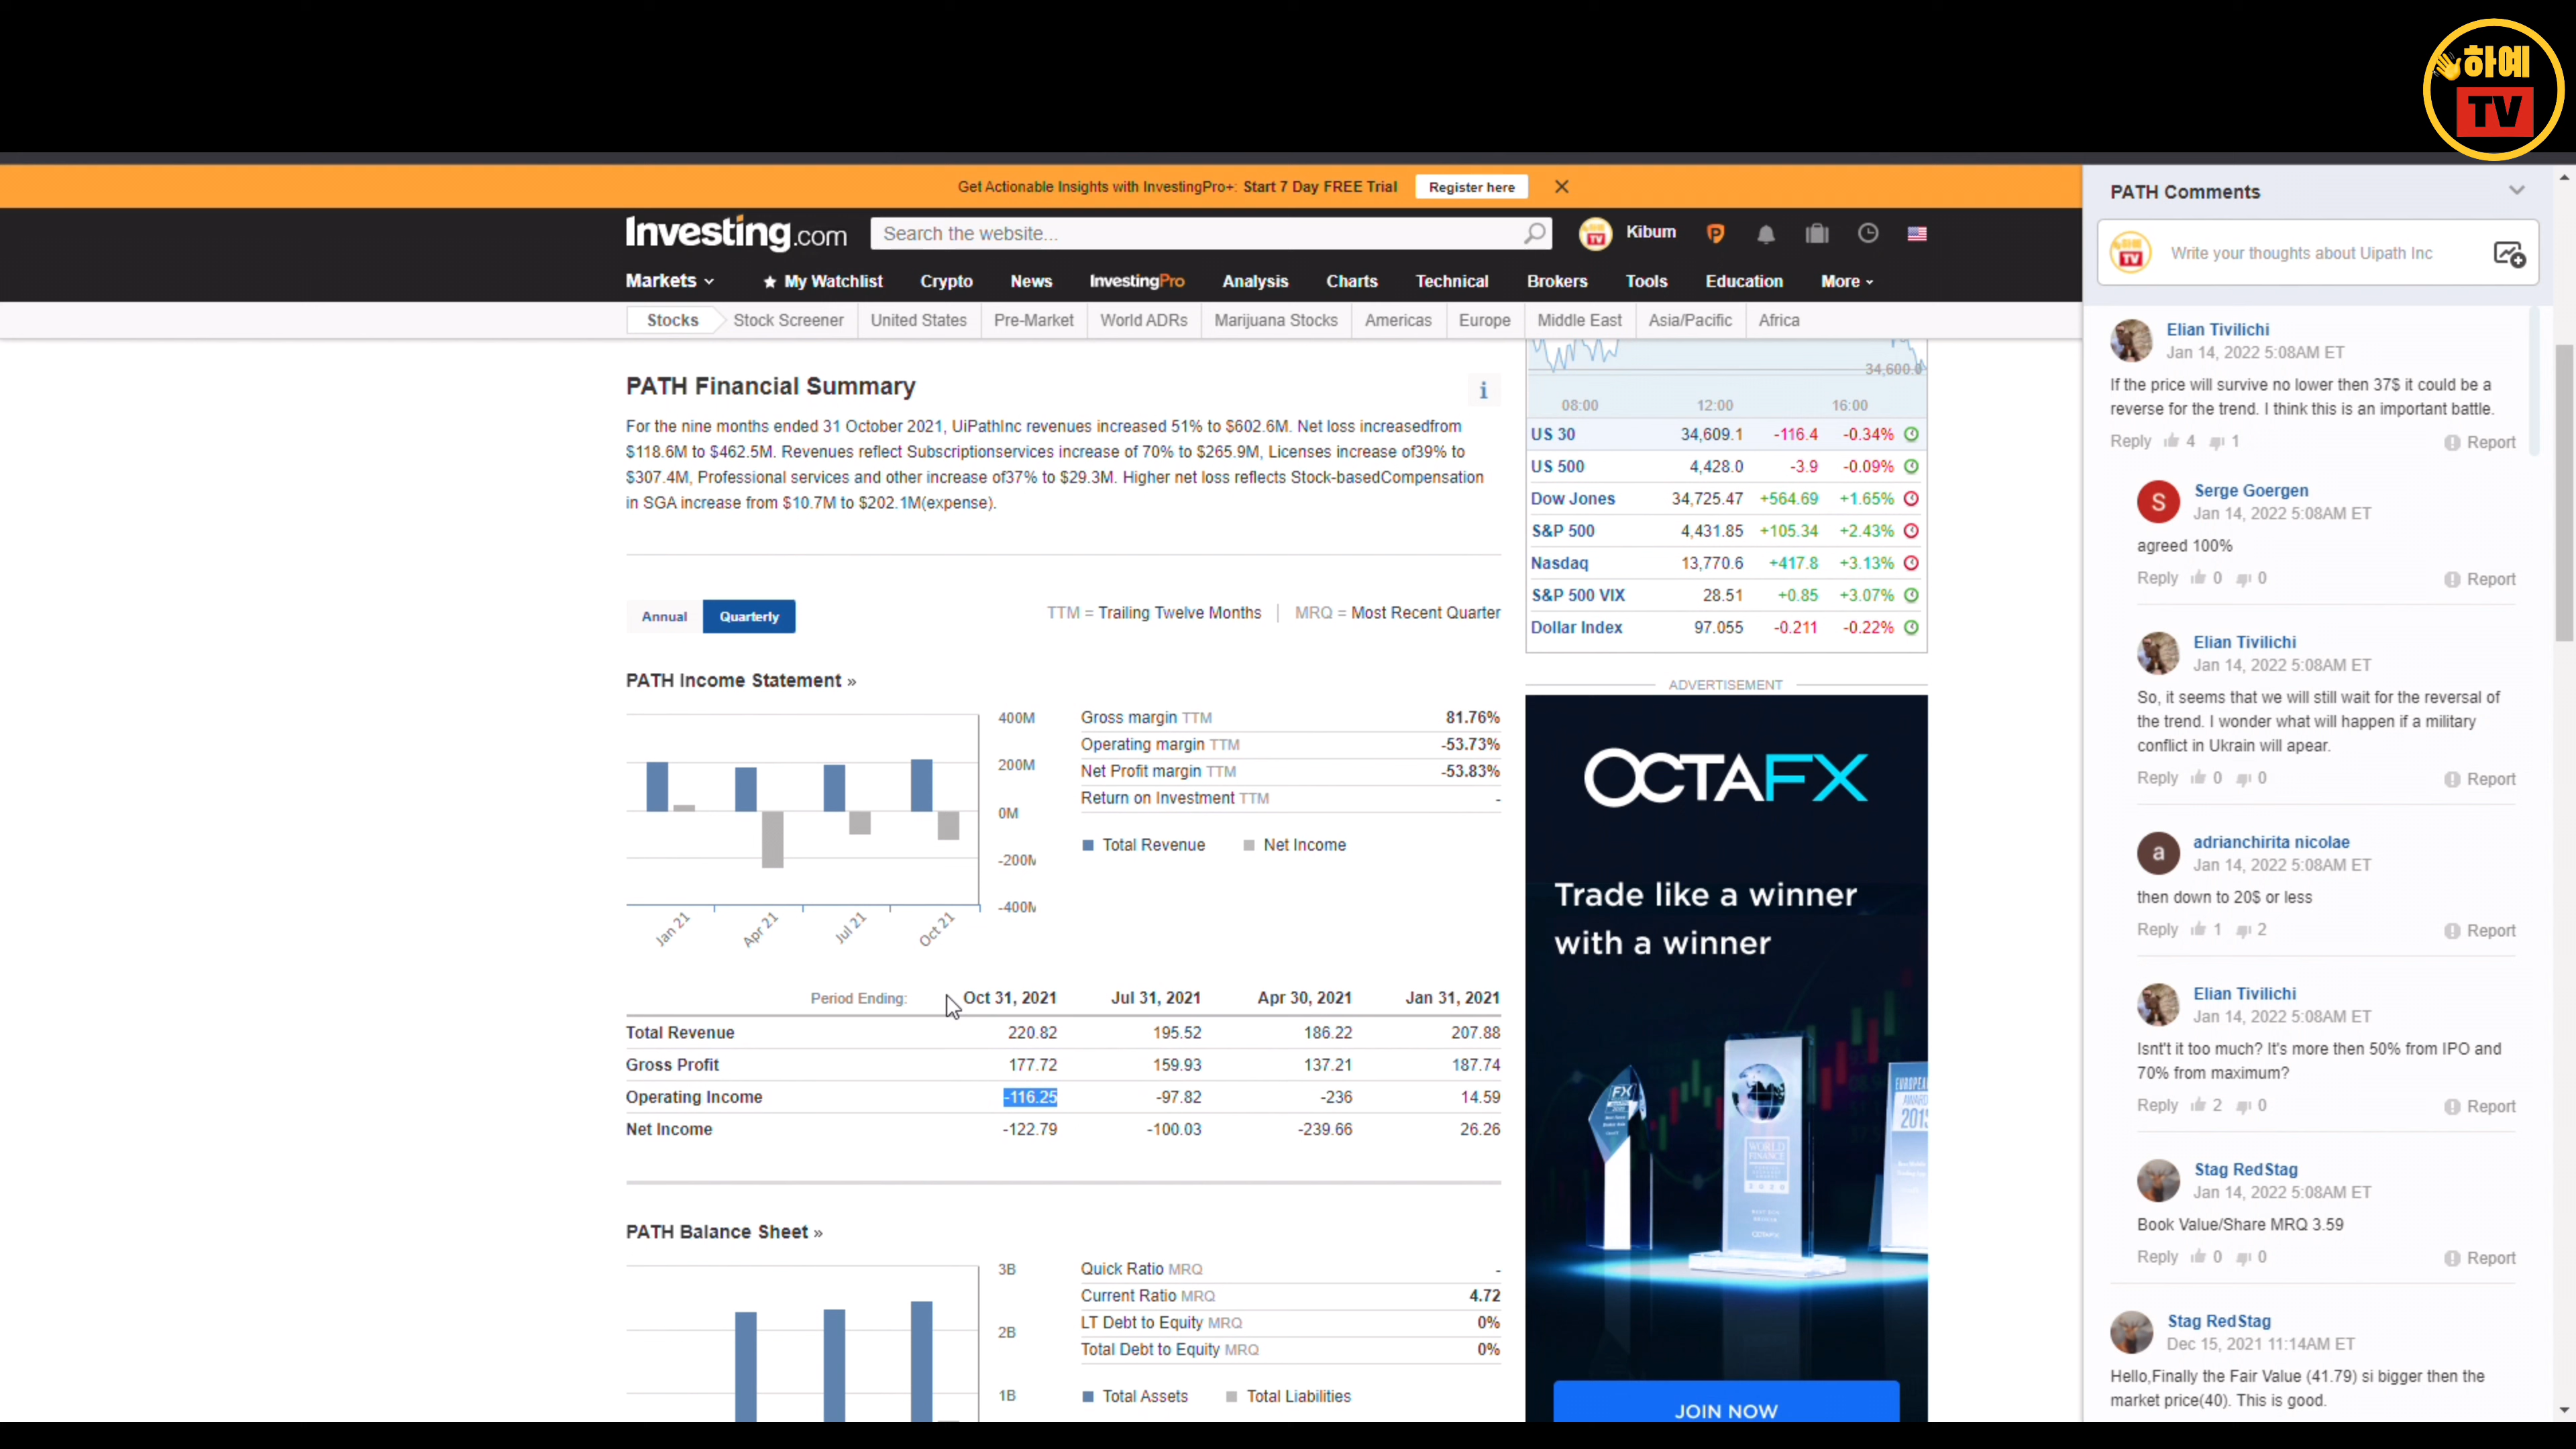 하예
TV
Get Actionable Insights with InvestingPro+: Start 7 Day FREE Trial
Register here
Investing.com
Search the website...
Kibum
Markets
My Watchlist
Crypto
News
InvestingPro
Analysis
Charts
Technical
Brokers
Tools
Education
More
Stocks
Stock Screener
United States
Pre-Market
World ADRs
Marijuana Stocks
Americas
Europe
Middle East
Asia/Pacific
Africa
PATH Financial Summary
For the nine months ended 31 October 2021, UiPathInc revenues increased 51% to $602.6M. Net loss increasedfrom
$118.6M to $462.5M. Revenues reflect Subscriptionservices increase of 70% to $265.9M, Licenses increase of39% to
$307.4M, Professional services and other increase of37% to $29.3M. Higher net loss reflects Stock-basedCompensation
in SGA increase from $10.7M to $202.1M(expense).
Annual
Quarterly
TTM = Trailing Twelve Months | MRQ = Most Recent Quarter
PATH Income Statement »
400M
200M
0M
-200M
-400M
Jan 21
Apr 21
Jul 21
Oct 21
Gross margin TTM 81.76%
Operating margin TTM -53.73%
Net Profit margin TTM -53.83%
Return on Investment TTM -
Total Revenue
Net Income
Period Ending: Oct 31, 2021 Jul 31, 2021 Apr 30, 2021 Jan 31, 2021
Total Revenue 220.82 195.52 186.22 207.88
Gross Profit 177.72 159.93 137.21 187.74
Operating Income -116.25 -97.82 -236 14.59
Net Income -122.79 -100.03 -239.66 26.26
PATH Balance Sheet »
3B
2B
1B
Quick Ratio MRQ -
Current Ratio MRQ 4.72
LT Debt to Equity MRQ 0%
Total Debt to Equity MRQ 0%
Total Assets
Total Liabilities
34,600.0
08:00
12:00
16:00
US 30 34,609.1 -116.4 -0.34%
US 500 4,428.0 -3.9 -0.09%
Dow Jones 34,725.47 +564.69 +1.65%
S&P 500 4,431.85 +105.34 +2.43%
Nasdaq 13,770.6 +417.8 +3.13%
S&P 500 VIX 28.51 +0.85 +3.07%
Dollar Index 97.055 -0.211 -0.22%
ADVERTISEMENT
OCTAFX
Trade like a winner
with a winner
FX
WORLD
FINANCE
OCTAFX
JOIN NOW
PATH Comments
TV
Write your thoughts about Uipath Inc
Elian Tivilichi
Jan 14, 2022 5:08AM ET
If the price will survive no lower then 37$ it could be a
reverse for the trend. I think this is an important battle.
Reply 4 1 Report
S
Serge Goergen
Jan 14, 2022 5:08AM ET
agreed 100%
Reply 0 0 Report
Elian Tivilichi
Jan 14, 2022 5:08AM ET
So, it seems that we will still wait for the reversal of
the trend. I wonder what will happen if a military
conflict in Ukrain will apear.
Reply 0 0 Report
a
adrianchirita nicolae
Jan 14, 2022 5:08AM ET
then down to 20$ or less
Reply 1 2 Report
Elian Tivilichi
Jan 14, 2022 5:08AM ET
Isnt't it too much? It's more then 50% from IPO and
70% from maximum?
Reply 2 0 Report
Stag RedStag
Jan 14, 2022 5:08AM ET
Book Value/Share MRQ 3.59
Reply 0 0 Report
Stag RedStag
Dec 15, 2021 11:14AM ET
Hello,Finally the Fair Value (41.79) si bigger then the
market price(40). This is good.